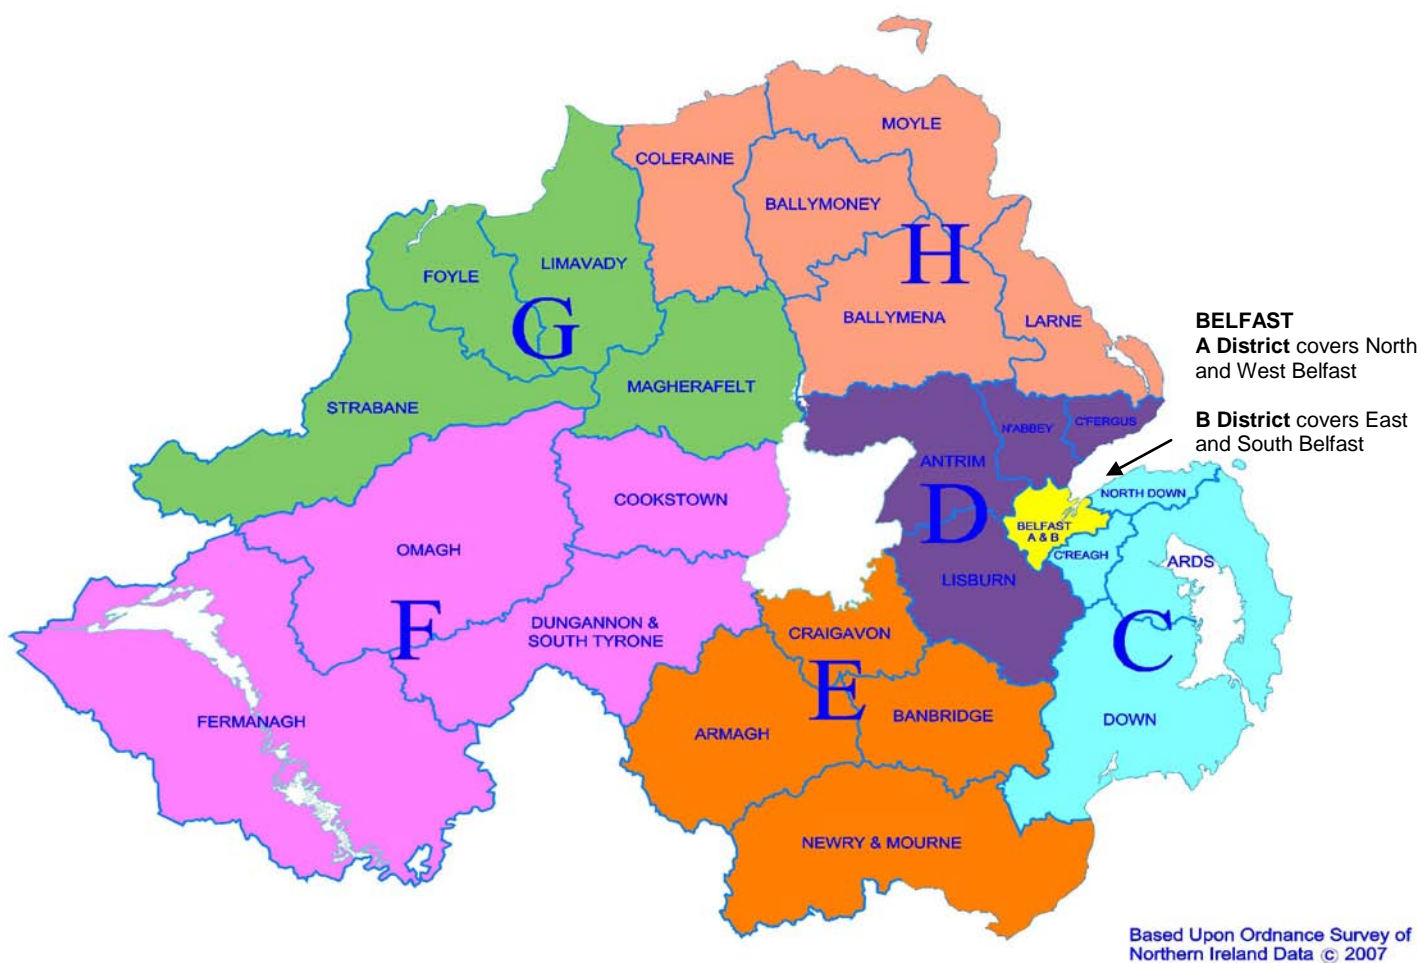 MOYLE
COLERAINE
BALLYMONEY
H
LIMAVADY
FOYLE
G
BALLYMENA
LARNE
MAGHERAFELT
STRABANE
BELFAST
A District covers North
and West Belfast
B District covers East
and South Belfast
N'ABBEY
C'FERGUS
ANTRIM
D
COOKSTOWN
NORTH DOWN
BELFAST
A & B
C'REAGH
ARDS
OMAGH
LISBURN
F
DUNGANNON &
SOUTH TYRONE
CRAIGAVON
C
E
FERMANAGH
ARMAGH
BANBRIDGE
DOWN
NEWRY & MOURNE
Based Upon Ordnance Survey of
Northern Ireland Data © 2007